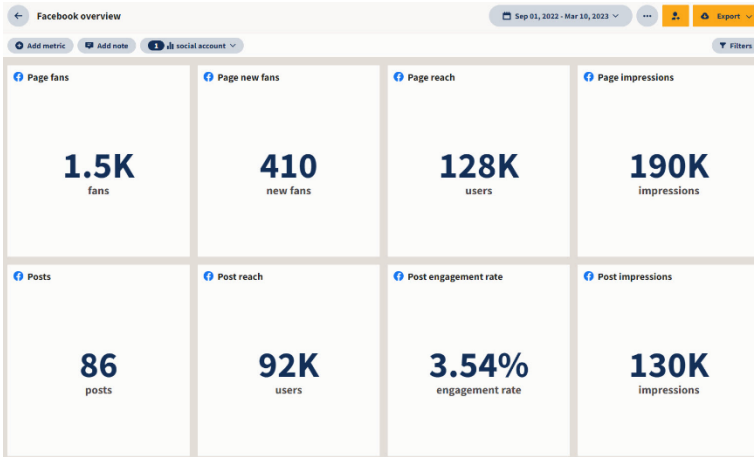 Facebook overview
Sep 01, 2022 - Mar 10, 2023
Export
Add metric
Add note
1 social account
Filters
Page fans
Page new fans
Page reach
Page impressions
1.5K
410
128K
190K
fans
new fans
users
impressions
Posts
Post reach
Post engagement rate
Post impressions
86
92K
3.54%
130K
posts
users
engagement rate
impressions